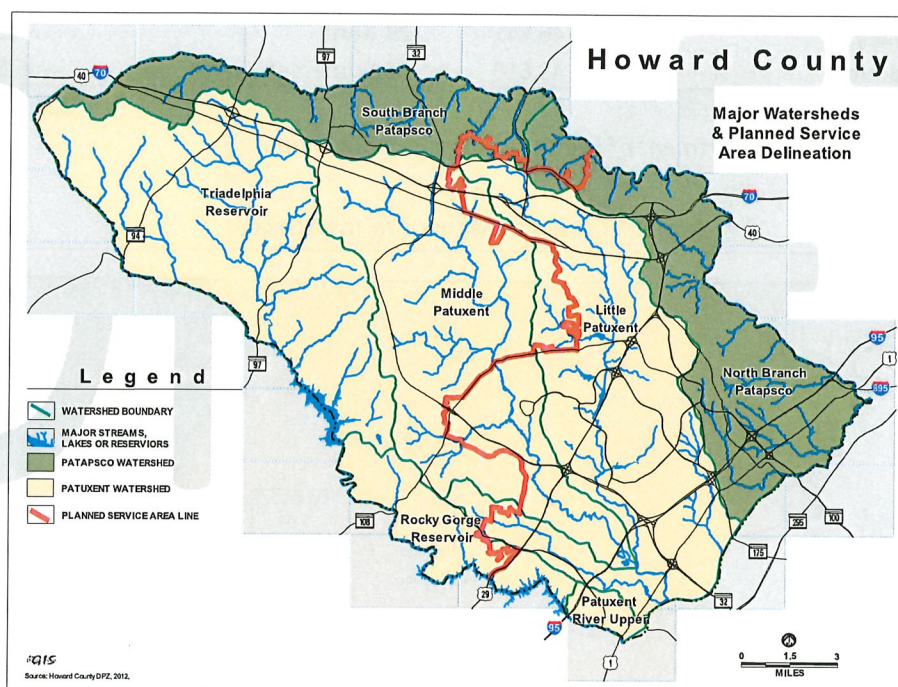 Howard County
Major Watersheds
& Planned Service
Area Delineation
97
32
40
70
South Branch
Patapsco
Triadelphia
Reservoir
70
40
94
Middle
Patuxent
Little
Patuxent
95
1
97
North Branch
Patapsco
895
Legend
WATERSHED BOUNDARY
MAJOR STREAMS,
LAKES OR RESERVIORS
PATAPSCO WATERSHED
PATUXENT WATERSHED
PLANNED SERVICE AREA LINE
108
Rocky Gorge
Reservoir
295
100
175
29
Patuxent
River Upper
32
95
1
0 1.5 3
MILES
GIS
Source: Howard County DPZ, 2012.